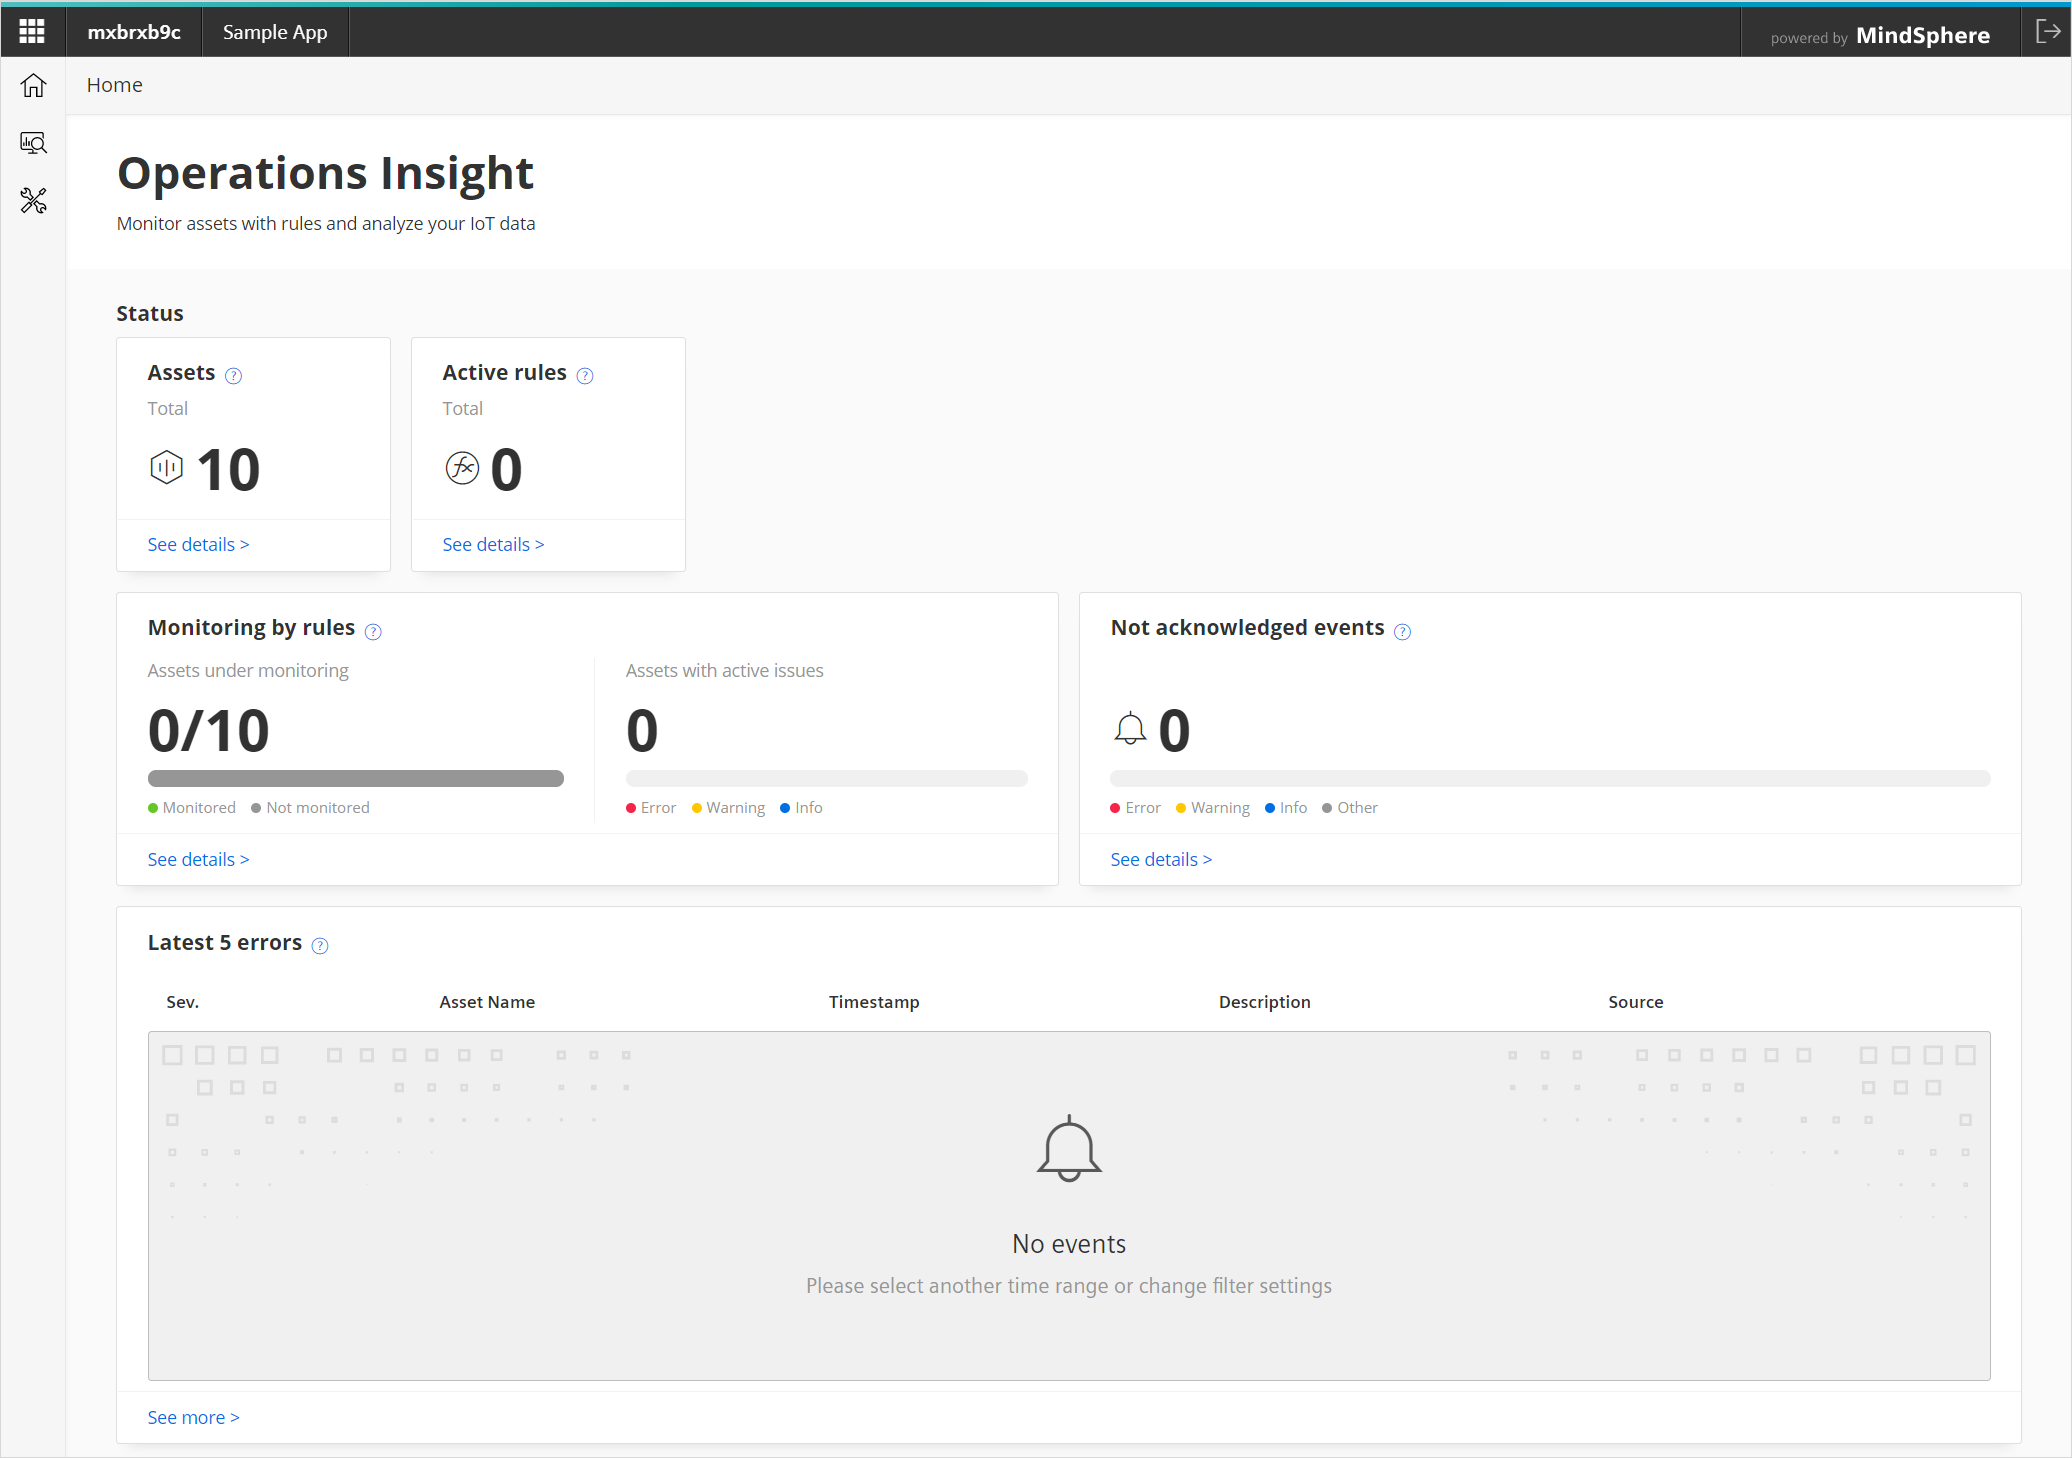 mxbrxb9c
Sample App
powered by MindSphere
Home
Operations Insight
Monitor assets with rules and analyze your IoT data
Status
Assets ?
Total
10
See details >
Active rules ?
Total
fx 0
See details >
Monitoring by rules ?
Assets under monitoring
0/10
Monitored Not monitored
Assets with active issues
0
Error Warning Info
See details >
Not acknowledged events ?
0
Error Warning Info Other
See details >
Latest 5 errors ?
Sev. Asset Name Timestamp Description Source
No events
Please select another time range or change filter settings
See more >